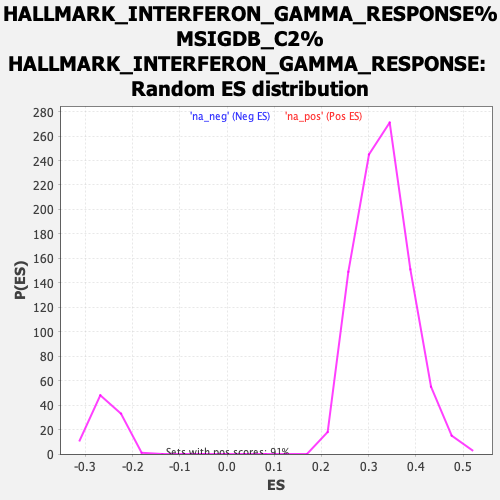 HALLMARK_INTERFERON_GAMMA_RESPONSE%
MSIGDB_C2%
HALLMARK_INTERFERON_GAMMA_RESPONSE:
Random ES distribution
'na_neg' (Neg ES) 'na_pos' (Pos ES)
280
260
240
220
200
180
160
140
120
100
80
60
40
20
0
P(ES)
Sets with pos scores: 91%
-0.3 -0.2 -0.1 0.0 0.1 0.2 0.3 0.4 0.5
ES